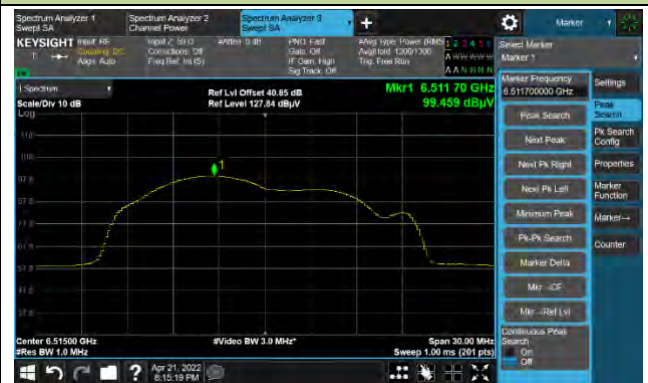 Spectrum Analyzer 1
Swept SA
Spectrum Analyzer 2
Channel Power
Spectrum Analyzer 3
Swept SA
+
Marker
KEYSIGHT
Input: RF
Coupling: DC
Align: Auto
Input Z: 50 Ω
Corrections: Off
Freq Ref: Int (S)
#Atten: 0 dB
PNO: Fast
Gate: Off
IF Gain: High
Sig Track: Off
#Avg Type: Power (RMS)
Avg|Hold: 1200/1300
Trig: Free Run
1 2 3 4 5 6
Select Marker
Marker 1
1 Spectrum
Scale/Div 10 dB
Log
Ref Lvl Offset 40.85 dB
Ref Level 127.84 dBµV
Mkr1 6.511 70 GHz
99.459 dBµV
1
Center 6.51500 GHz
#Res BW 1.0 MHz
#Video BW 3.0 MHz*
Span 30.00 MHz
Sweep 1.00 ms (201 pts)
Marker Frequency
6.511700000 GHz
Peak Search
Next Peak
Next Pk Right
Next Pk Left
Minimum Peak
Pk-Pk Search
Marker Delta
Mkr→CF
Mkr→Ref Lvl
Continuous Peak
Search
On
Off
Settings
Peak
Search
Pk Search
Config
Properties
Marker
Function
Marker→
Counter
?
Apr 21, 2022
8:15:19 PM